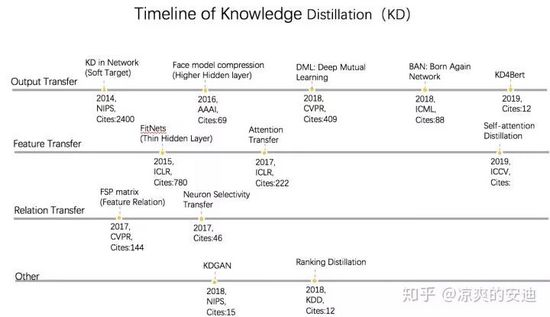 Timeline of Knowledge Distillation（KD）
KD in Network
(Soft Target)
Face model compression
(Higher Hidden layer)
DML: Deep Mutual
Learning
BAN: Born Again
Network
KD4Bert
Output Transfer
2014,
NIPS,
Cites:2400
2016,
AAAI,
Cites:69
2018,
CVPR,
Cites:409
2018,
ICML,
Cites:88
2019,
Cites:12
FitNets
(Thin Hidden Layer)
Attention
Transfer
Self-attention
Distillation
Feature Transfer
2015,
ICLR,
Cites:780
2017,
ICLR,
Cites:222
2019,
ICCV,
Cites:
FSP matrix
(Feature Relation)
Neuron Selectivity
Transfer
Relation Transfer
2017,
CVPR,
Cites:144
2017,
Cites:46
KDGAN
Ranking Distillation
Other
2018,
NIPS,
Cites:15
2018,
KDD,
Cites:12
知乎 @凉爽的安迪